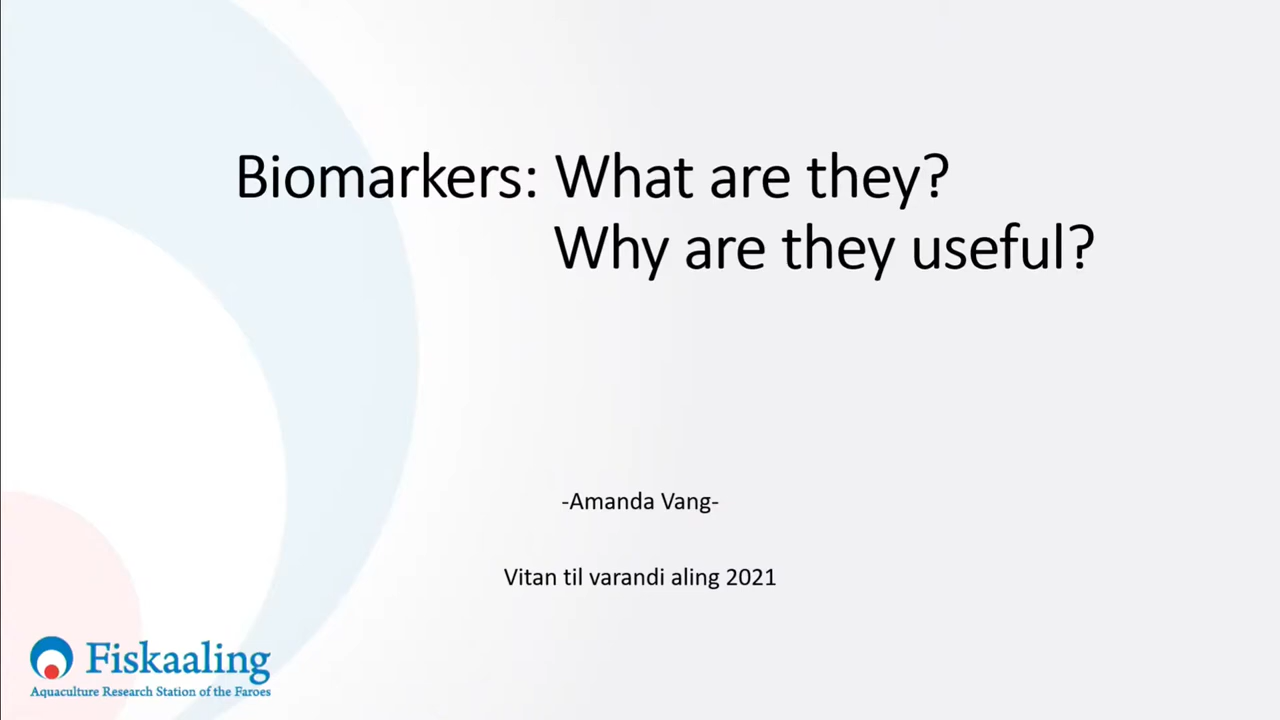 Biomarkers: What are they?
Why are they useful?
-Amanda Vang-
Vitan til varandi aling 2021
Fiskaaling
Aquaculture Research Station of the Faroes